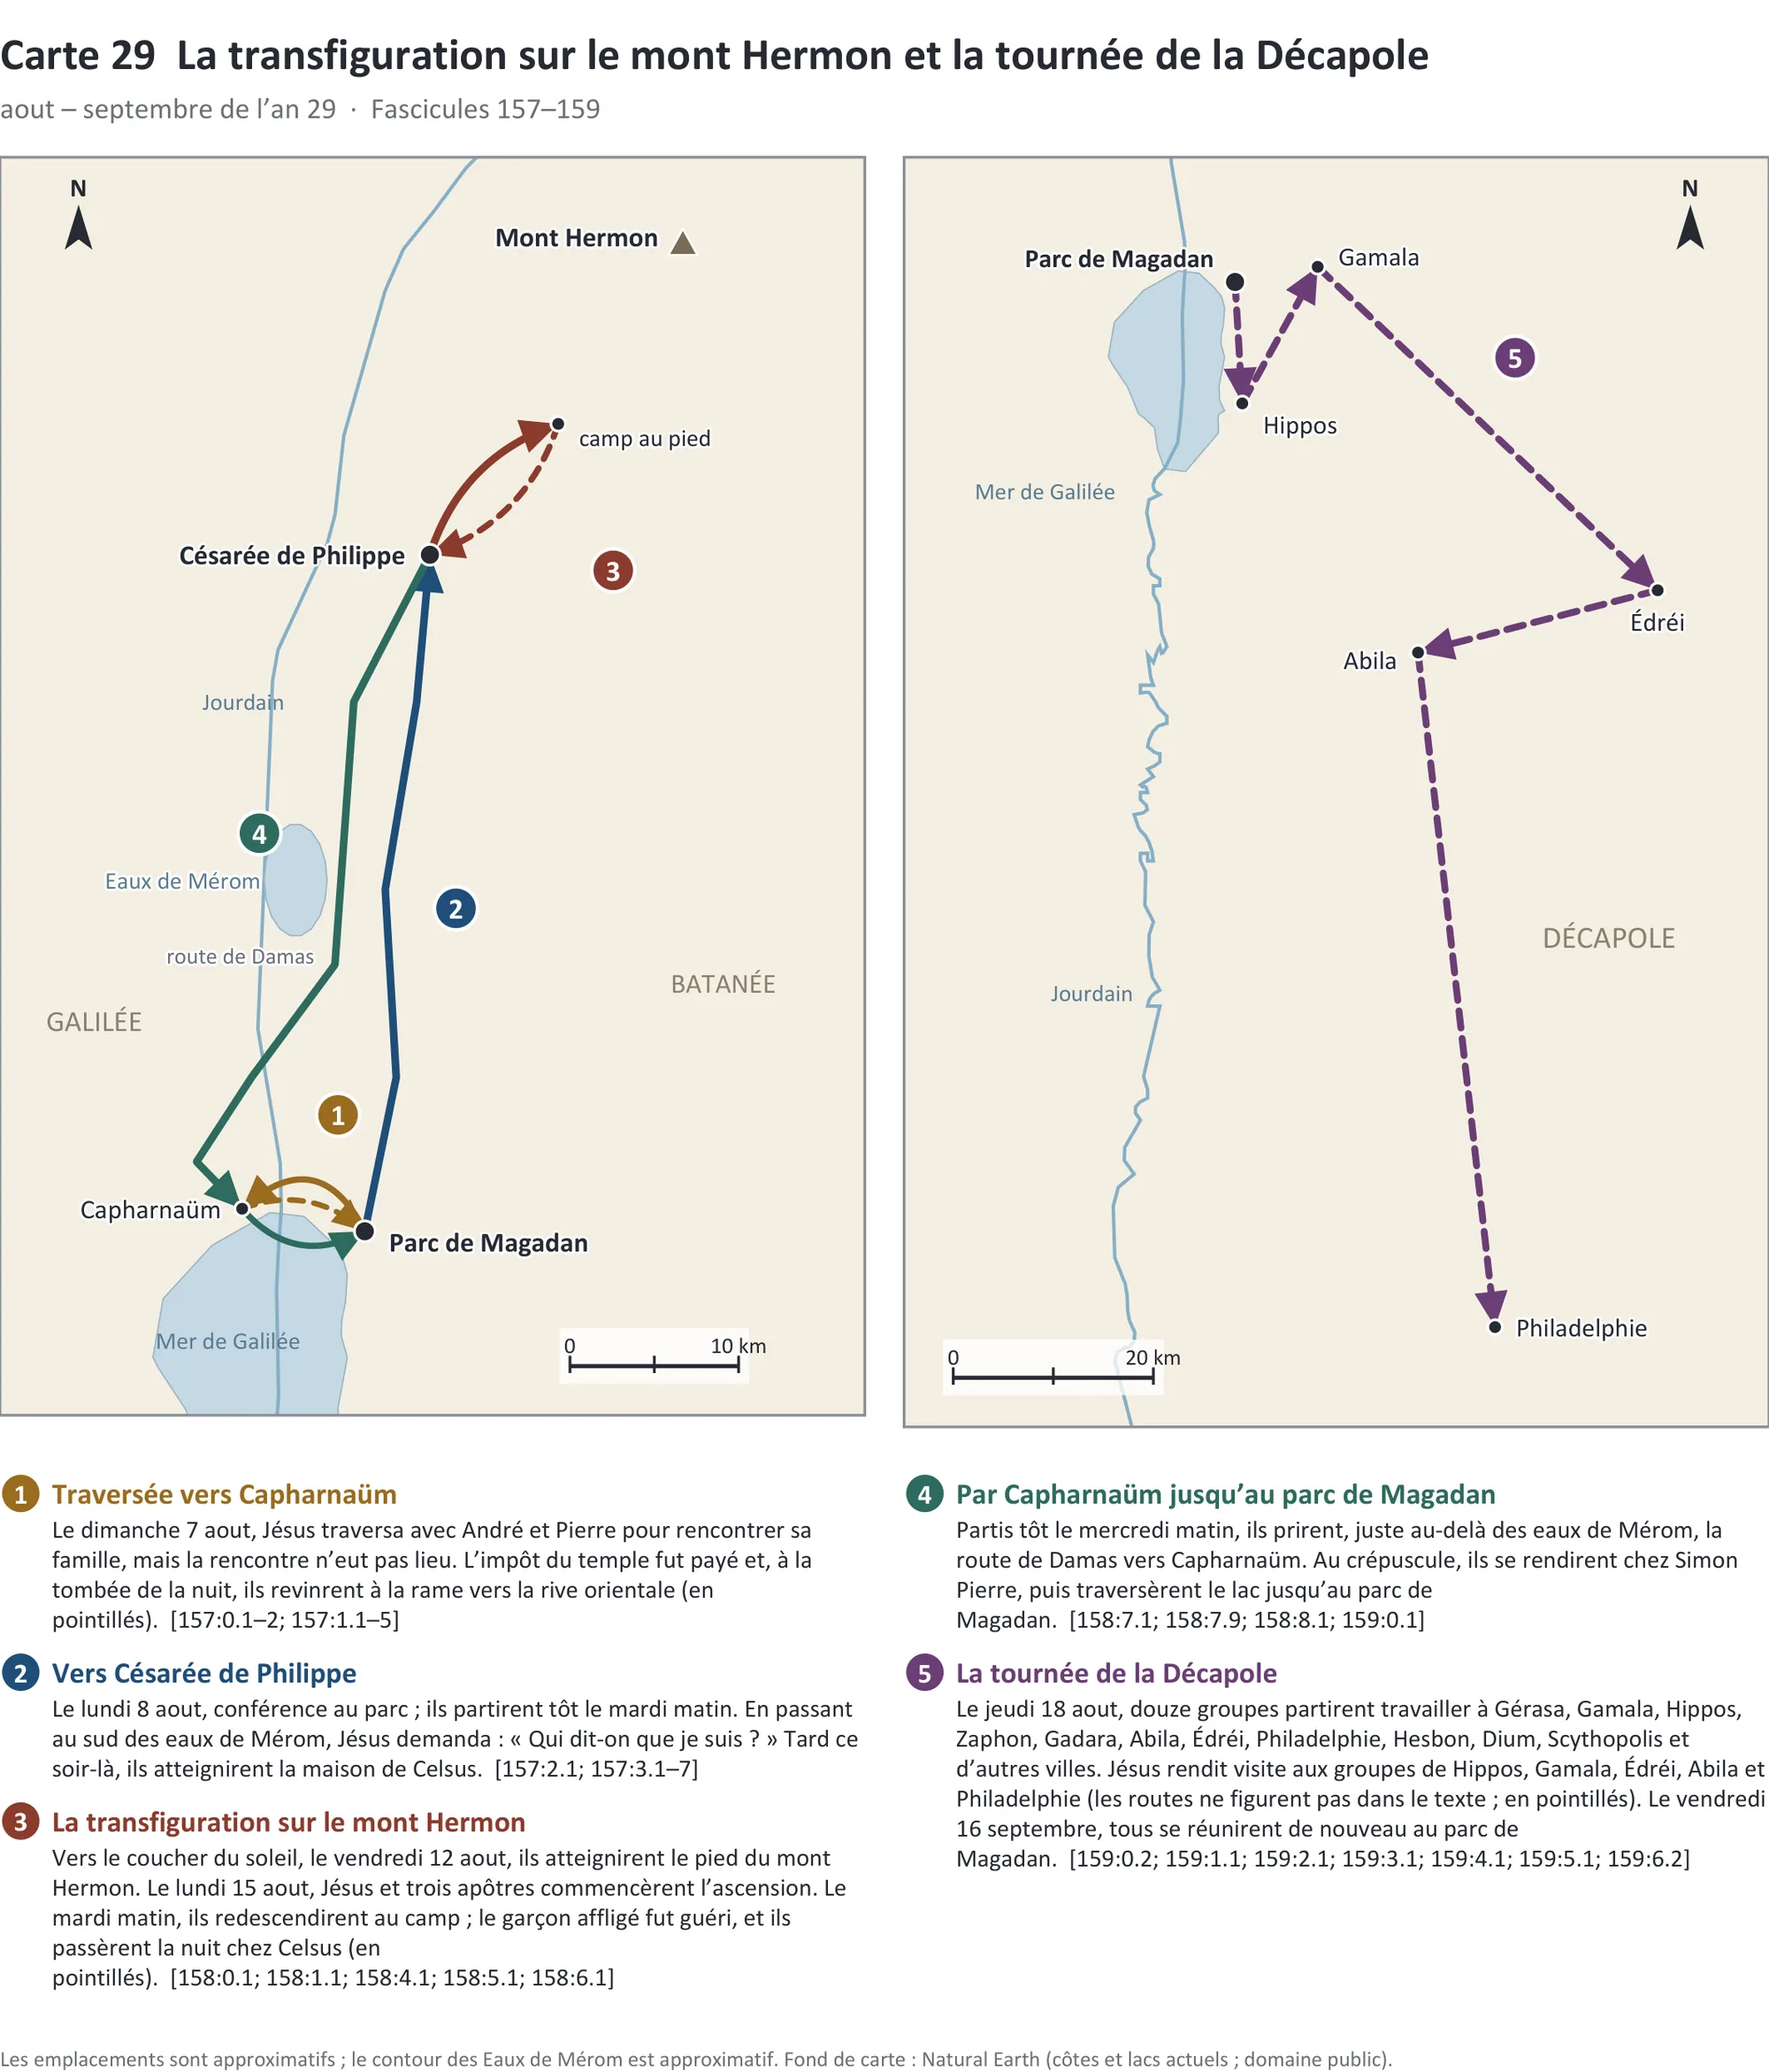 Carte 29  La transfiguration sur le mont Hermon et la tournée de la Décapole
aout – septembre de l’an 29  ·  Fascicules 157–159
N
Mont Hermon
camp au pied
Césarée de Philippe
3
Jourdain
4
Eaux de Mérom
2
route de Damas
BATANÉE
GALILÉE
1
Capharnaüm
Parc de Magadan
Mer de Galilée
0
10 km
N
Parc de Magadan
Gamala
5
Hippos
Mer de Galilée
Édréi
Abila
DÉCAPOLE
Jourdain
Philadelphie
0
20 km
1 Traversée vers Capharnaüm
Le dimanche 7 aout, Jésus traversa avec André et Pierre pour rencontrer sa
famille, mais la rencontre n’eut pas lieu. L’impôt du temple fut payé et, à la
tombée de la nuit, ils revinrent à la rame vers la rive orientale (en
pointillés).  [157:0.1–2; 157:1.1–5]
2 Vers Césarée de Philippe
Le lundi 8 aout, conférence au parc ; ils partirent tôt le mardi matin. En passant
au sud des eaux de Mérom, Jésus demanda : « Qui dit-on que je suis ? » Tard ce
soir-là, ils atteignirent la maison de Celsus.  [157:2.1; 157:3.1–7]
3 La transfiguration sur le mont Hermon
Vers le coucher du soleil, le vendredi 12 aout, ils atteignirent le pied du mont
Hermon. Le lundi 15 aout, Jésus et trois apôtres commencèrent l’ascension. Le
mardi matin, ils redescendirent au camp ; le garçon affligé fut guéri, et ils
passèrent la nuit chez Celsus (en
pointillés).  [158:0.1; 158:1.1; 158:4.1; 158:5.1; 158:6.1]
4 Par Capharnaüm jusqu’au parc de Magadan
Partis tôt le mercredi matin, ils prirent, juste au-delà des eaux de Mérom, la
route de Damas vers Capharnaüm. Au crépuscule, ils se rendirent chez Simon
Pierre, puis traversèrent le lac jusqu’au parc de
Magadan.  [158:7.1; 158:7.9; 158:8.1; 159:0.1]
5 La tournée de la Décapole
Le jeudi 18 aout, douze groupes partirent travailler à Gérasa, Gamala, Hippos,
Zaphon, Gadara, Abila, Édréi, Philadelphie, Hesbon, Dium, Scythopolis et
d’autres villes. Jésus rendit visite aux groupes de Hippos, Gamala, Édréi, Abila et
Philadelphie (les routes ne figurent pas dans le texte ; en pointillés). Le vendredi
16 septembre, tous se réunirent de nouveau au parc de
Magadan.  [159:0.2; 159:1.1; 159:2.1; 159:3.1; 159:4.1; 159:5.1; 159:6.2]
Les emplacements sont approximatifs ; le contour des Eaux de Mérom est approximatif. Fond de carte : Natural Earth (côtes et lacs actuels ; domaine public).